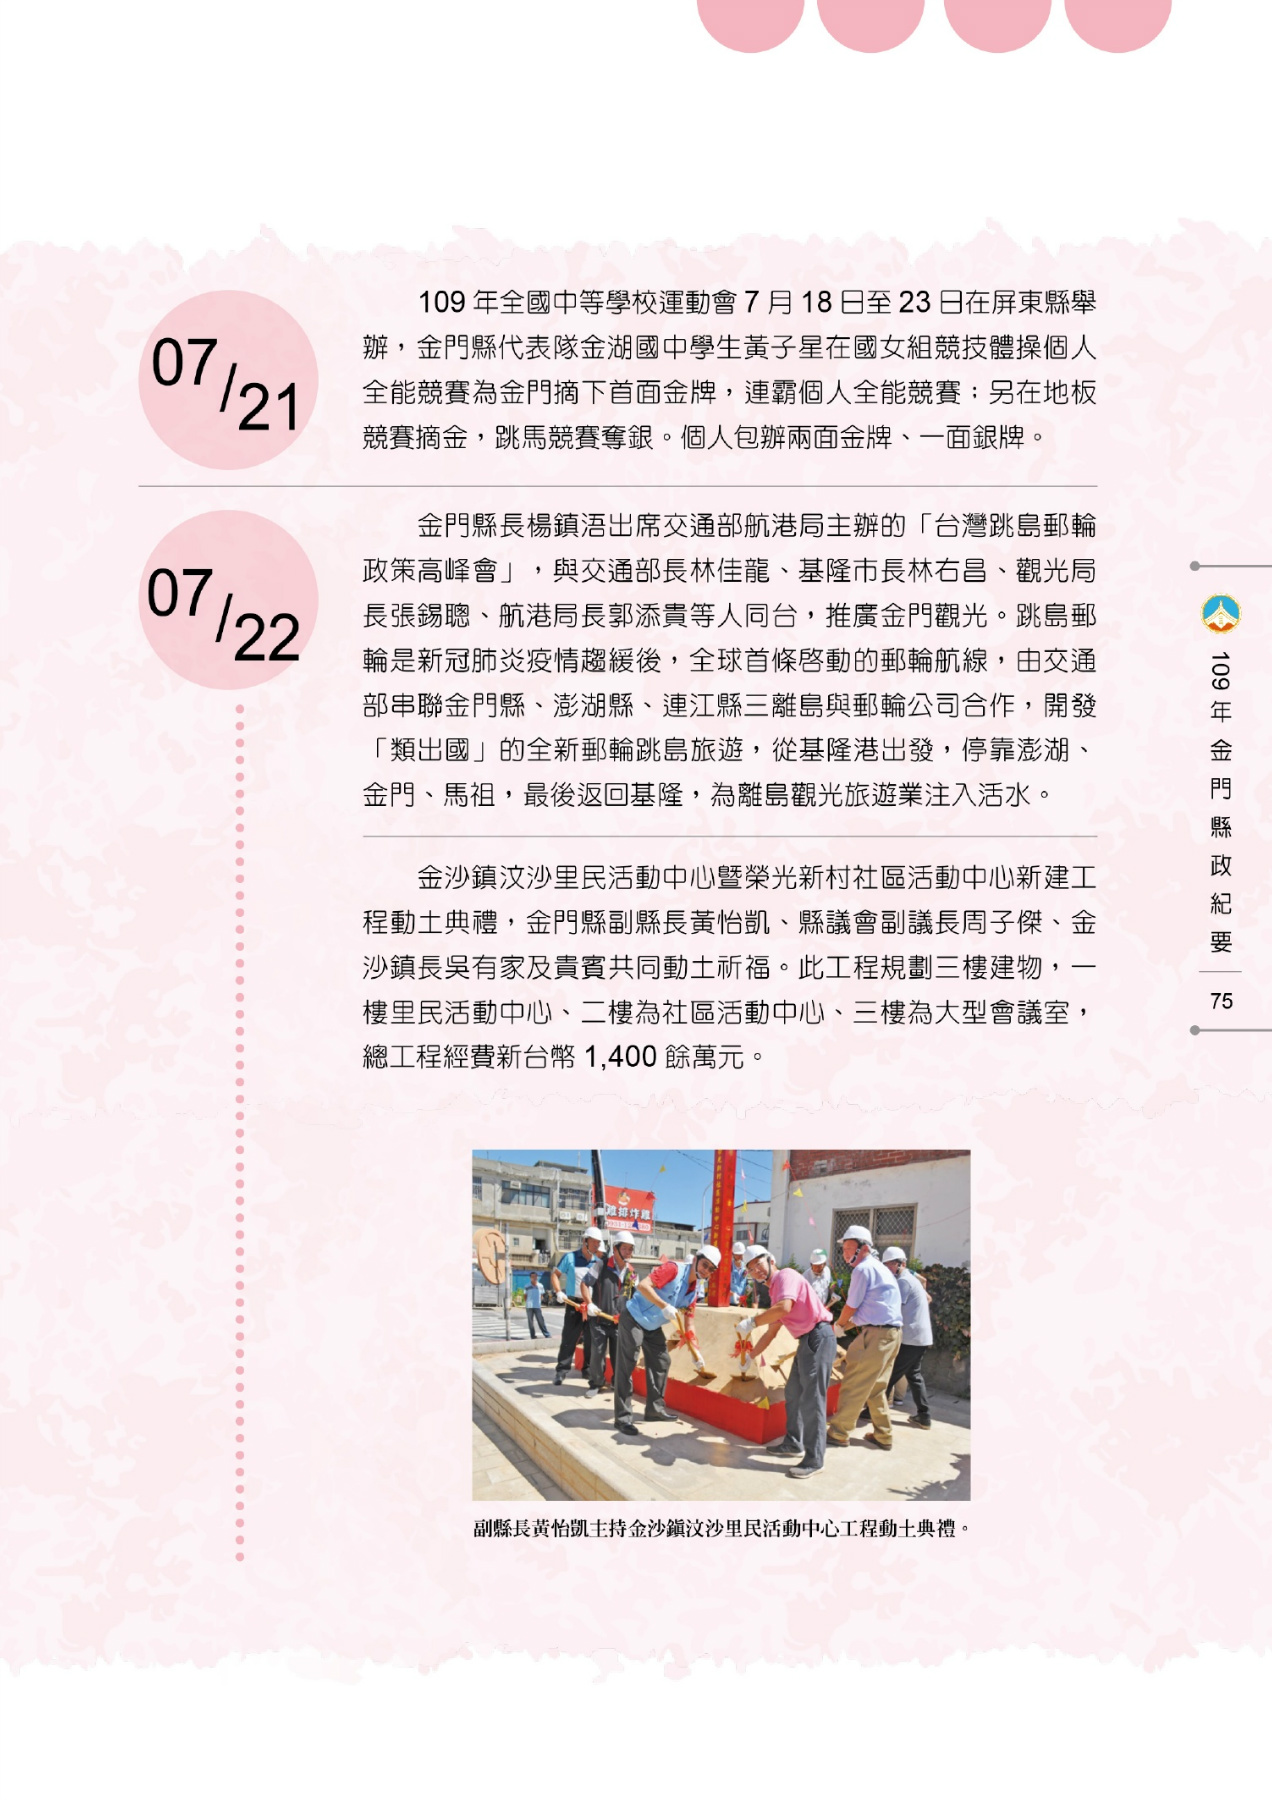 07/21
109 年全國中等學校運動會 7 月 18 日至 23 日在屏東縣舉
辦，金門縣代表隊金湖國中學生黃子星在國女組競技體操個人
全能競賽為金門摘下首面金牌，連霸個人全能競賽；另在地板
競賽摘金，跳馬競賽奪銀。個人包辦兩面金牌、一面銀牌。
07/22
金門縣長楊鎮浯出席交通部航港局主辦的「台灣跳島郵輪
政策高峰會」，與交通部長林佳龍、基隆市長林右昌、觀光局
長張錫聰、航港局長郭添貴等人同台，推廣金門觀光。跳島郵
輪是新冠肺炎疫情趨緩後，全球首條啓動的郵輪航線，由交通
部串聯金門縣、澎湖縣、連江縣三離島與郵輪公司合作，開發
「類出國」的全新郵輪跳島旅遊，從基隆港出發，停靠澎湖、
金門、馬祖，最後返回基隆，為離島觀光旅遊業注入活水。
金沙鎮汶沙里民活動中心暨榮光新村社區活動中心新建工
程動土典禮，金門縣副縣長黃怡凱、縣議會副議長周子傑、金
沙鎮長吳有家及貴賓共同動土祈福。此工程規劃三樓建物，一
樓里民活動中心、二樓為社區活動中心、三樓為大型會議室，
總工程經費新台幣 1,400 餘萬元。
雞排炸雞
副縣長黃怡凱主持金沙鎮汶沙里民活動中心工程動土典禮。
109年金門縣政紀要
75